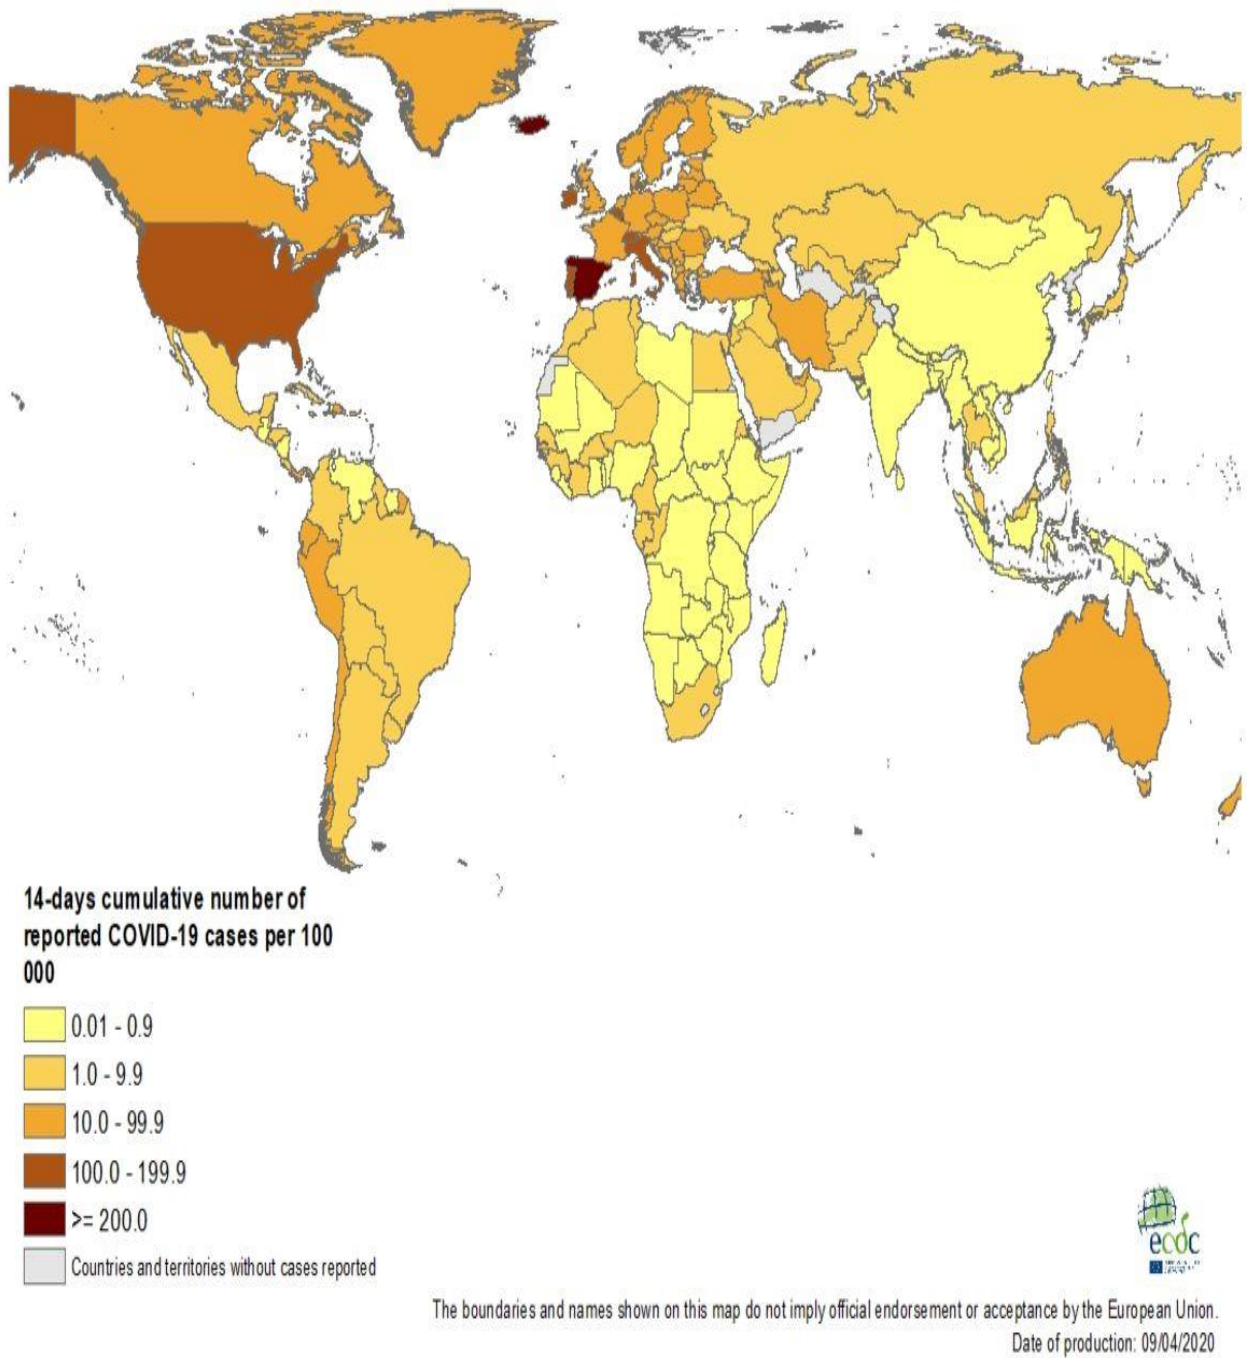 14-days cumulative number of
reported COVID-19 cases per 100
000
0.01 - 0.9
1.0 - 9.9
10.0 - 99.9
100.0 - 199.9
>= 200.0
Countries and territories without cases reported
ecdc
The boundaries and names shown on this map do not imply official endorsement or acceptance by the European Union.
Date of production: 09/04/2020